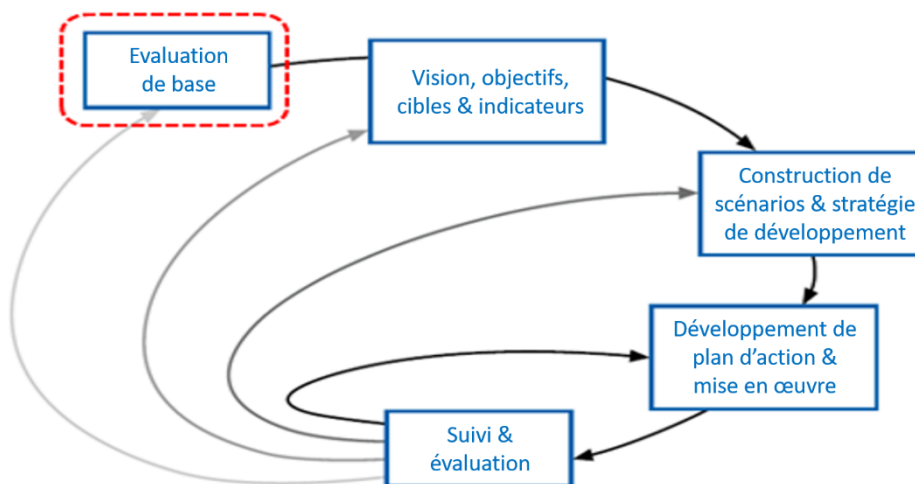 Evaluation
de base
Vision, objectifs,
cibles & indicateurs
Construction de
scénarios & stratégie
de développement
Développement de
plan d’action &
mise en œuvre
Suivi &
évaluation